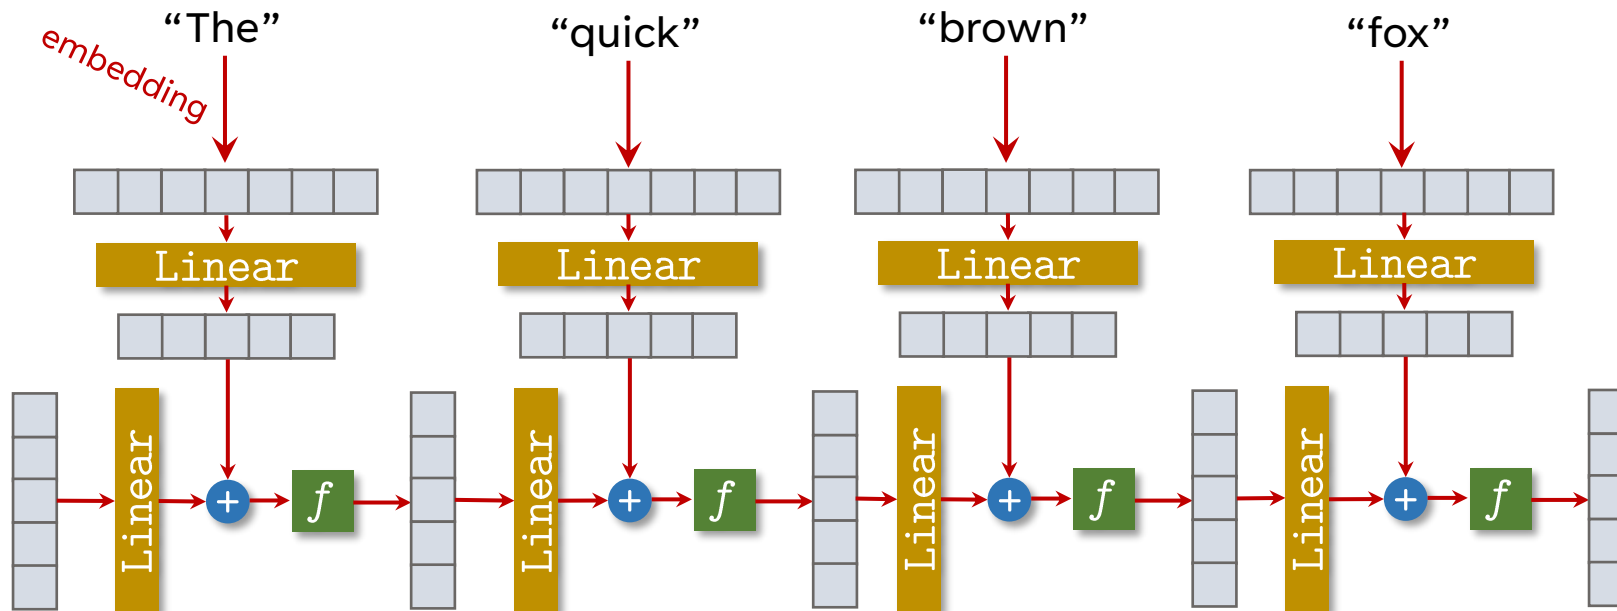 “The”
“quick”
“brown”
“fox”
embedding
Linear
Linear
Linear
Linear
Linear
+
f
Linear
+
f
Linear
+
f
Linear
+
f